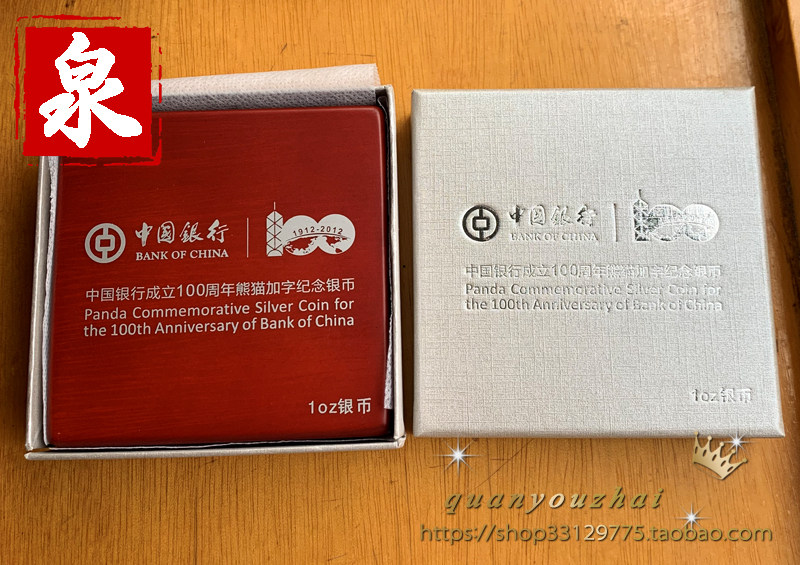 泉
中国銀行
BANK OF CHINA
1912-2012
中国银行成立100周年熊猫加字纪念银币
Panda Commemorative Silver Coin for
the 100th Anniversary of Bank of China
1oz银币
中国銀行
BANK OF CHINA
中国银行成立100周年熊猫加字纪念银币
Panda Commemorative Silver Coin for
the 100th Anniversary of Bank of China
1oz银币
quanyouzhai
https://shop33129775.taobao.com